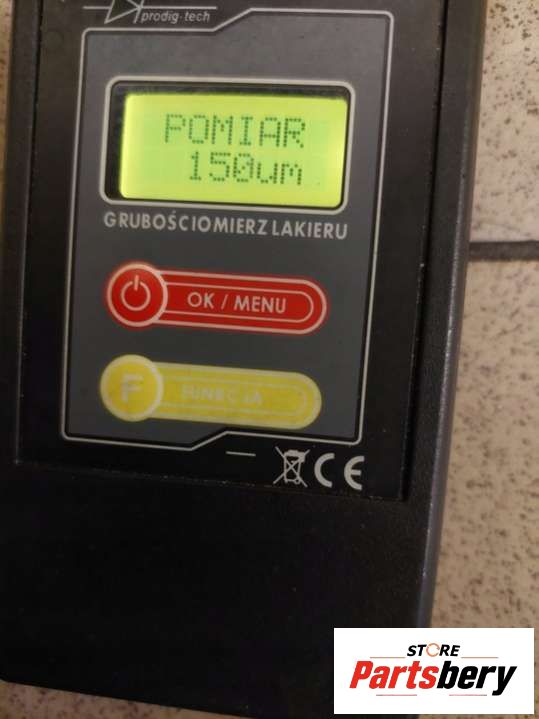 prodig-tech
POMIAR
150um
GRUBOŚCIOMIERZ LAKIERU
OK / MENU
F
FUNKCJA
CE
STORE
Partsbery